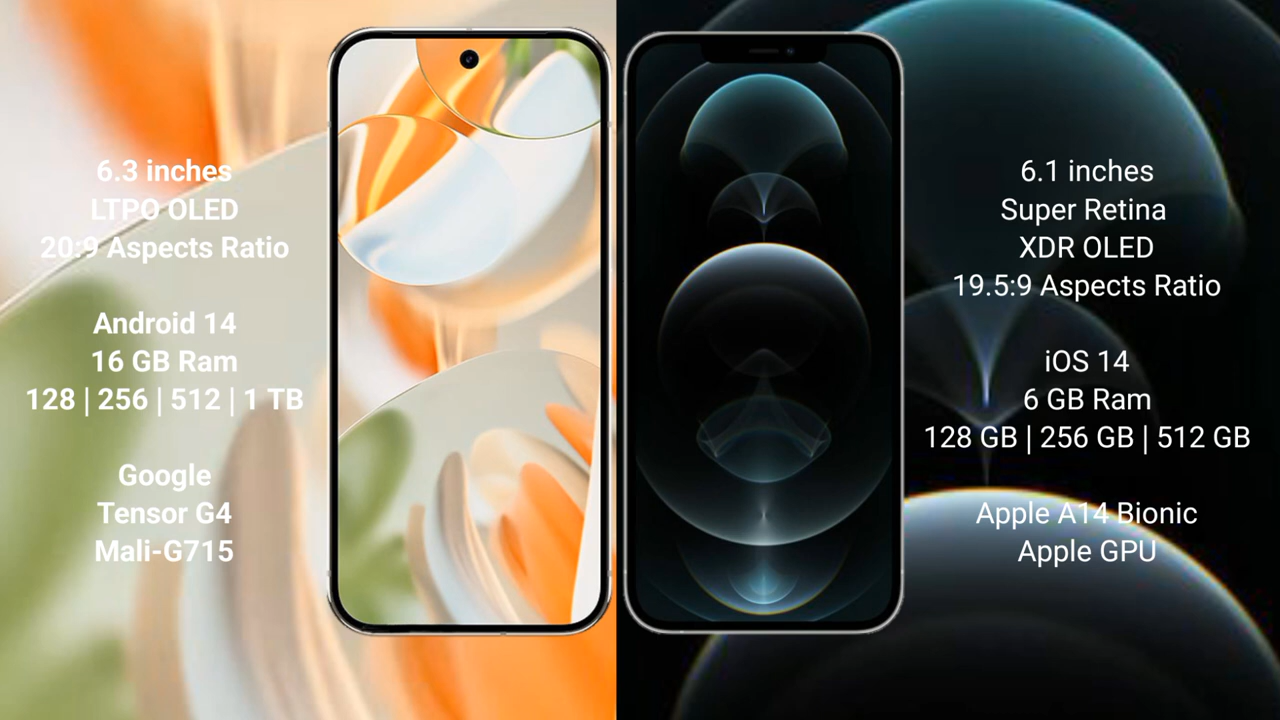 6.3 inches
LTPO OLED
20:9 Aspects Ratio
Android 14
16 GB Ram
128 | 256 | 512 | 1 TB
Google
Tensor G4
Mali-G715
6.1 inches
Super Retina
XDR OLED
19.5:9 Aspects Ratio
iOS 14
6 GB Ram
128 GB | 256 GB | 512 GB
Apple A14 Bionic
Apple GPU